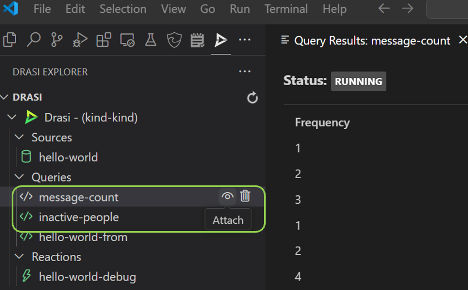 File Edit Selection View Go Run Terminal Help
DRASI EXPLORER
Query Results: message-count
DRASI
Status: RUNNING
Drasi - (kind-kind)
Sources
hello-world
Queries
message-count
inactive-people
Attach
hello-world-from
Reactions
hello-world-debug
Frequency
1
2
3
1
2
4